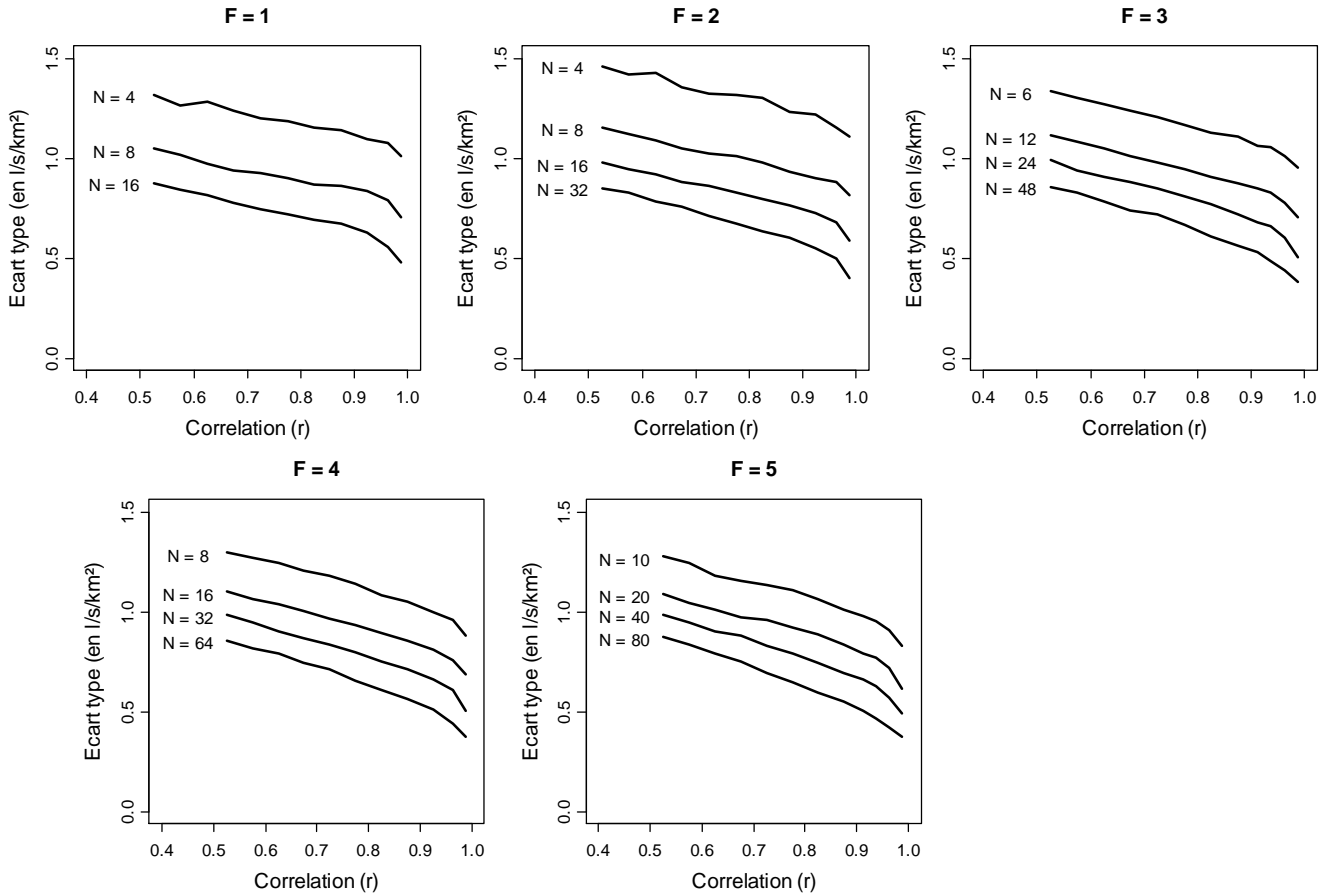 F = 1
1.5
1.0
0.5
0.0
Ecart type (en l/s/km²)
N = 4
N = 8
N = 16
0.4 0.5 0.6 0.7 0.8 0.9 1.0
Correlation (r)
F = 2
1.5
1.0
0.5
0.0
Ecart type (en l/s/km²)
N = 4
N = 8
N = 16
N = 32
0.4 0.5 0.6 0.7 0.8 0.9 1.0
Correlation (r)
F = 3
1.5
1.0
0.5
0.0
Ecart type (en l/s/km²)
N = 6
N = 12
N = 24
N = 48
0.4 0.5 0.6 0.7 0.8 0.9 1.0
Correlation (r)
F = 4
1.5
1.0
0.5
0.0
Ecart type (en l/s/km²)
N = 8
N = 16
N = 32
N = 64
0.4 0.5 0.6 0.7 0.8 0.9 1.0
Correlation (r)
F = 5
1.5
1.0
0.5
0.0
Ecart type (en l/s/km²)
N = 10
N = 20
N = 40
N = 80
0.4 0.5 0.6 0.7 0.8 0.9 1.0
Correlation (r)